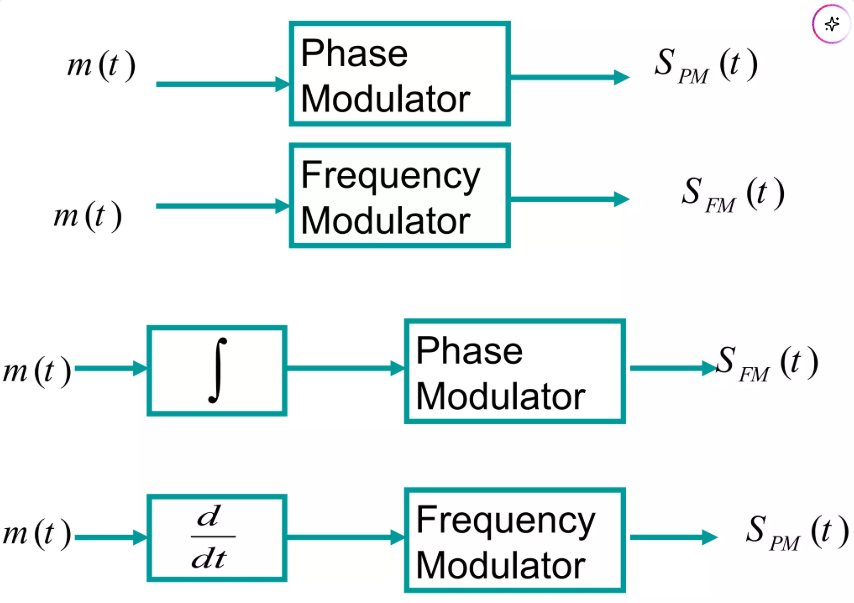 m(t)
Phase
Modulator
S_PM(t)
m(t)
Frequency
Modulator
S_FM(t)
m(t)
∫
Phase
Modulator
S_FM(t)
m(t)
d/dt
Frequency
Modulator
S_PM(t)